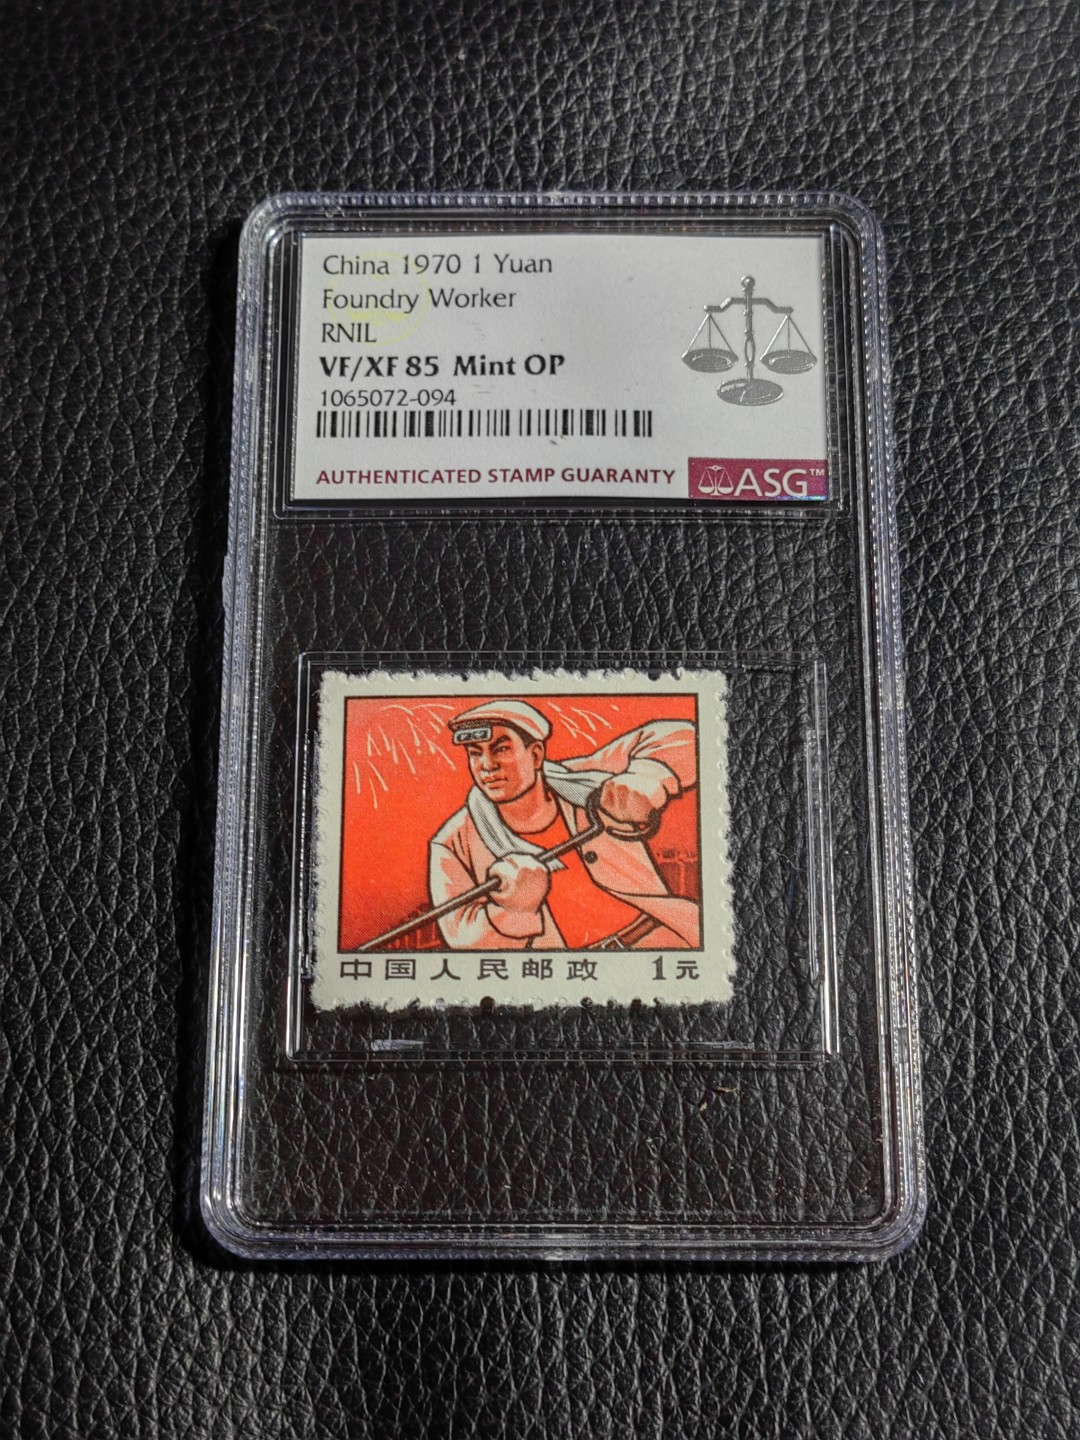 China 1970 1 Yuan
Foundry Worker
RNIL
VF/XF 85 Mint OP
1065072-094
AUTHENTICATED STAMP GUARANTY ASG™
中国人民邮政 1元